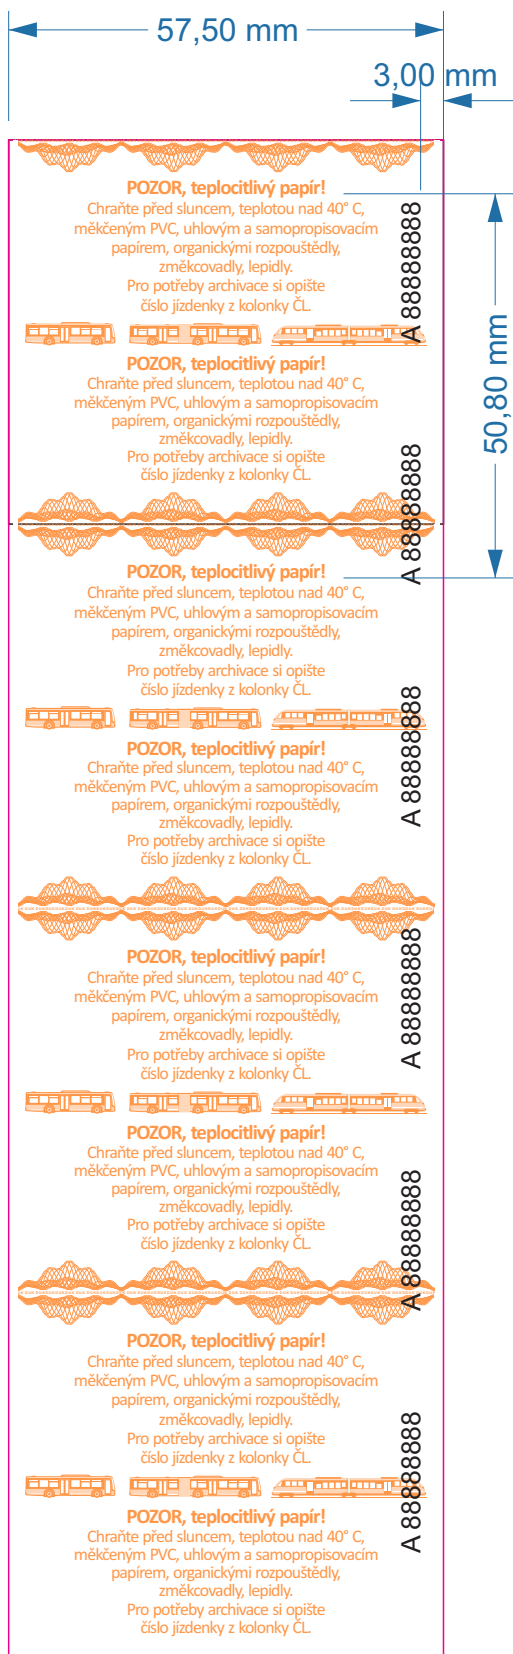 57,50 mm
3,00 mm
POZOR, teplocitlivý papír!
Chraňte před sluncem, teplotou nad 40° C,
měkčeným PVC, uhlovým a samopropisovacím
papírem, organickými rozpouštědly,
změkcovadly, lepidly.
Pro potřeby archivace si opište
číslo jízdenky z kolonky ČL.
A 88888888
50,80 mm
POZOR, teplocitlivý papír!
Chraňte před sluncem, teplotou nad 40° C,
měkčeným PVC, uhlovým a samopropisovacím
papírem, organickými rozpouštědly,
změkcovadly, lepidly.
Pro potřeby archivace si opište
číslo jízdenky z kolonky ČL.
A 88888888
POZOR, teplocitlivý papír!
Chraňte před sluncem, teplotou nad 40° C,
měkčeným PVC, uhlovým a samopropisovacím
papírem, organickými rozpouštědly,
změkcovadly, lepidly.
Pro potřeby archivace si opište
číslo jízdenky z kolonky ČL.
A 88888888
POZOR, teplocitlivý papír!
Chraňte před sluncem, teplotou nad 40° C,
měkčeným PVC, uhlovým a samopropisovacím
papírem, organickými rozpouštědly,
změkcovadly, lepidly.
Pro potřeby archivace si opište
číslo jízdenky z kolonky ČL.
POZOR, teplocitlivý papír!
Chraňte před sluncem, teplotou nad 40° C,
měkčeným PVC, uhlovým a samopropisovacím
papírem, organickými rozpouštědly,
změkcovadly, lepidly.
Pro potřeby archivace si opište
číslo jízdenky z kolonky ČL.
A 88888888
POZOR, teplocitlivý papír!
Chraňte před sluncem, teplotou nad 40° C,
měkčeným PVC, uhlovým a samopropisovacím
papírem, organickými rozpouštědly,
změkcovadly, lepidly.
Pro potřeby archivace si opište
číslo jízdenky z kolonky ČL.
A 88888888
POZOR, teplocitlivý papír!
Chraňte před sluncem, teplotou nad 40° C,
měkčeným PVC, uhlovým a samopropisovacím
papírem, organickými rozpouštědly,
změkcovadly, lepidly.
Pro potřeby archivace si opište
číslo jízdenky z kolonky ČL.
A 88888888
POZOR, teplocitlivý papír!
Chraňte před sluncem, teplotou nad 40° C,
měkčeným PVC, uhlovým a samopropisovacím
papírem, organickými rozpouštědly,
změkcovadly, lepidly.
Pro potřeby archivace si opište
číslo jízdenky z kolonky ČL.